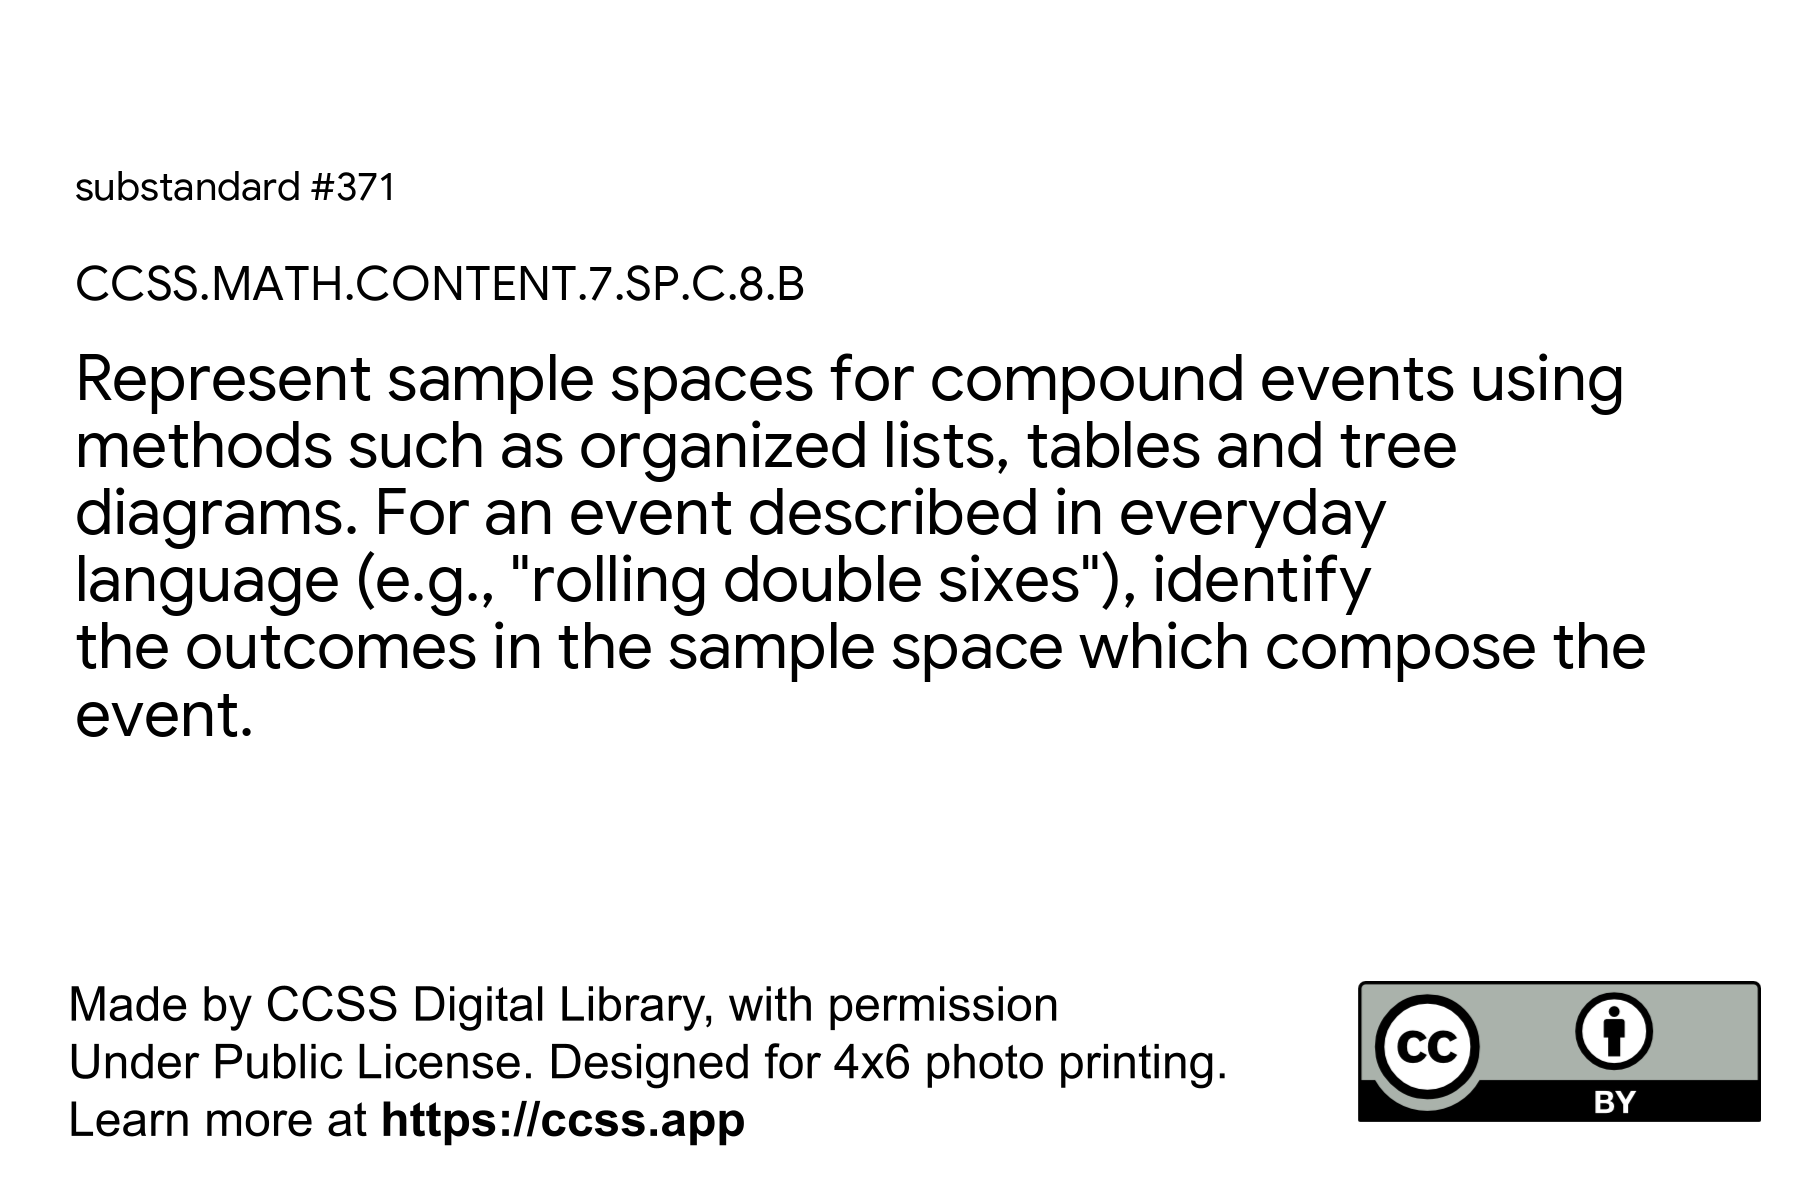 substandard #371
CCSS.MATH.CONTENT.7.SP.C.8.B
Represent sample spaces for compound events using
methods such as organized lists, tables and tree
diagrams. For an event described in everyday
language (e.g., "rolling double sixes"), identify
the outcomes in the sample space which compose the
event.
Made by CCSS Digital Library, with permission
Under Public License. Designed for 4x6 photo printing.
Learn more at https://ccss.app
CC
BY